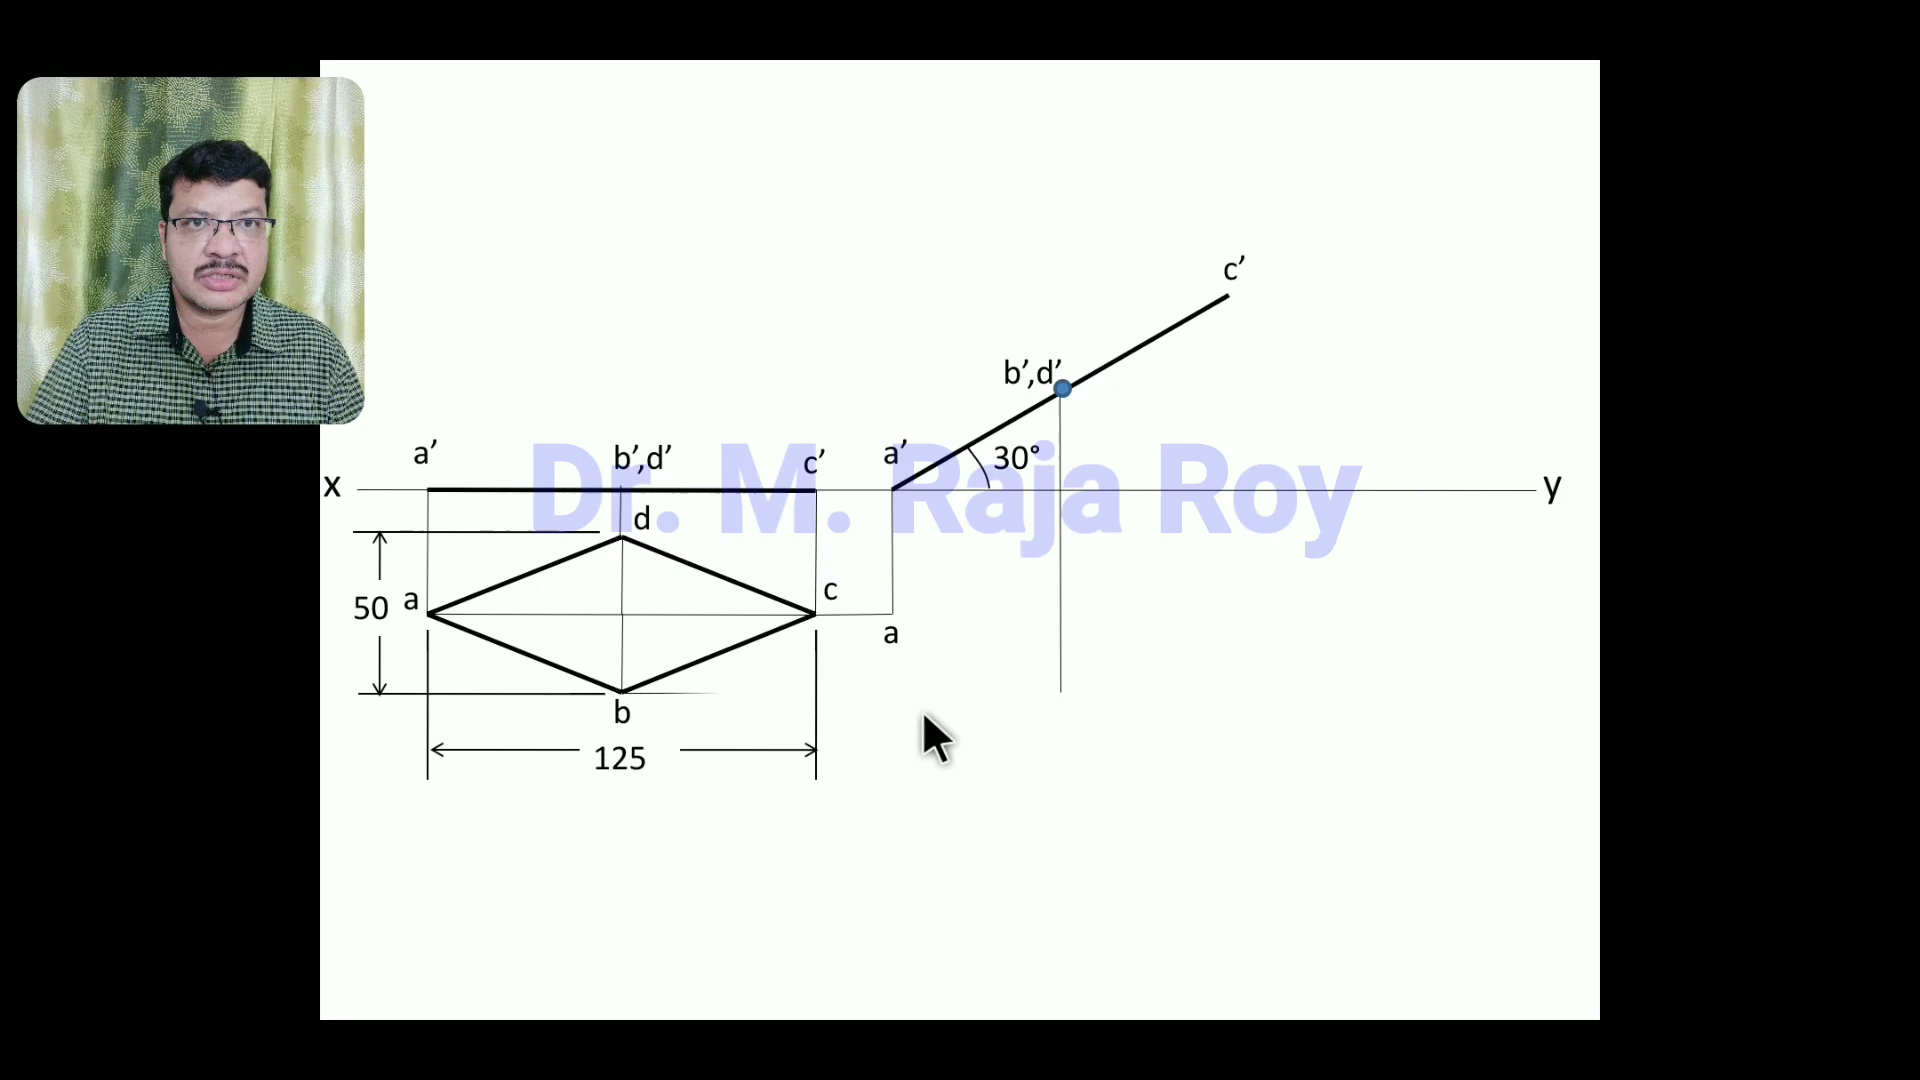 c’
b’,d’
a’ b’,d’ c’ a’ 30°
x y
Dr. M. Raja Roy
d
50 a c
a
b
125